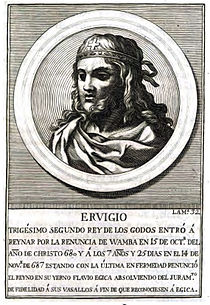 LAM.ª 32.
ERVIGIO
TRIGÉSIMO SEGUNDO REY DE LOS GODOS ENTRÓ Á
REYNAR POR LA RENUNCIA DE WAMBA EN 15 DE OCT.ᵉ DEL
AÑO DE CHRISTO 680 Y Á LOS 7 AÑOS Y 25 DIAS EN EL 14 DE
NOV.ᵉ DE 687 ESTANDO CON LA ÚLTIMA ENFERMEDAD RENUNCIÓ
EL REYNO EN SU YERNO FLAVIO EGICA ABSOLVIENDO DEL JURAM.ᵗᵒ
DE FIDELIDAD Á SUS VASALLOS Á FIN DE QUE RECONOCIESEN Á EGICA.